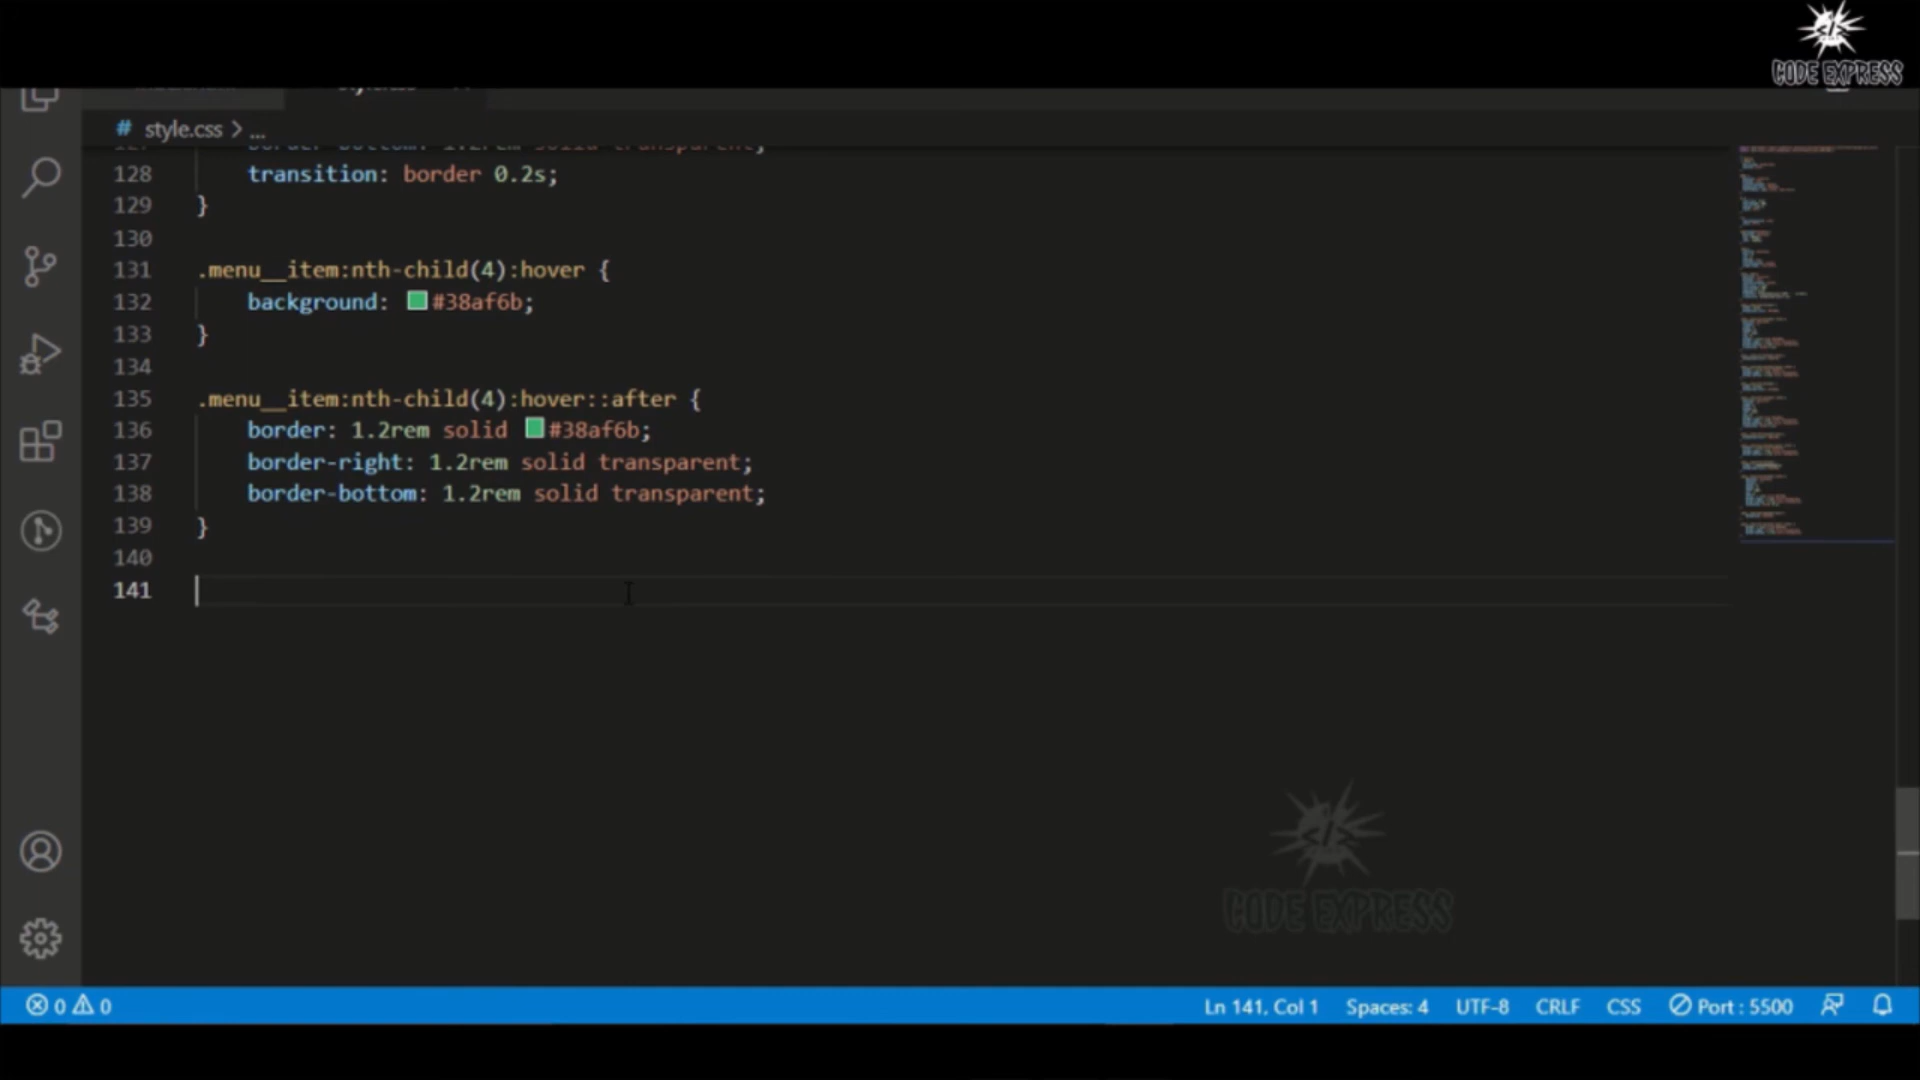 CODE EXPRESS
# style.css > ...
128 transition: border 0.2s;
129 }
130
131 .menu__item:nth-child(4):hover {
132 background: #38af6b;
133 }
134
135 .menu__item:nth-child(4):hover::after {
136 border: 1.2rem solid #38af6b;
137 border-right: 1.2rem solid transparent;
138 border-bottom: 1.2rem solid transparent;
139 }
140
141
CODE EXPRESS
0 0 Ln 141, Col 1 Spaces: 4 UTF-8 CRLF CSS Port : 5500